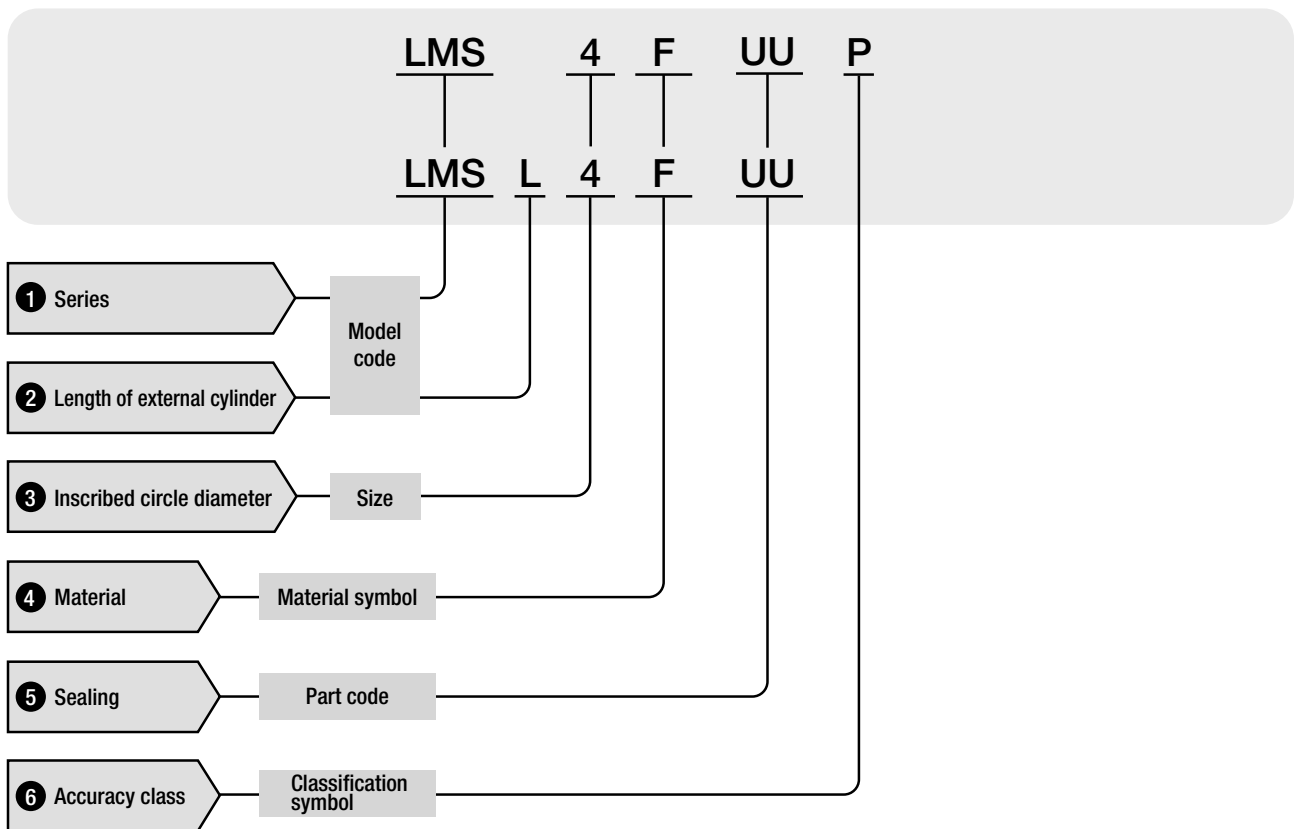 LMS 4 F UU P
LMS L 4 F UU
1 Series
Model
code
2 Length of external cylinder
3 Inscribed circle diameter
Size
4 Material
Material symbol
5 Sealing
Part code
6 Accuracy class
Classification
symbol